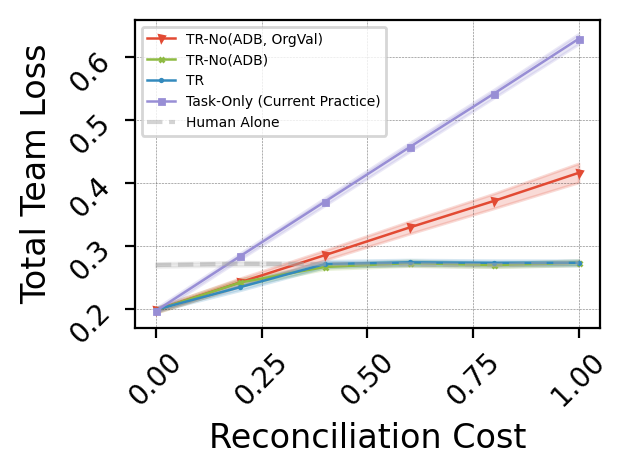 TR-No(ADB, OrgVal)
TR-No(ADB)
TR
Task-Only (Current Practice)
Human Alone
Total Team Loss
0.6
0.5
0.4
0.3
0.2
0.00
0.25
0.50
0.75
1.00
Reconciliation Cost